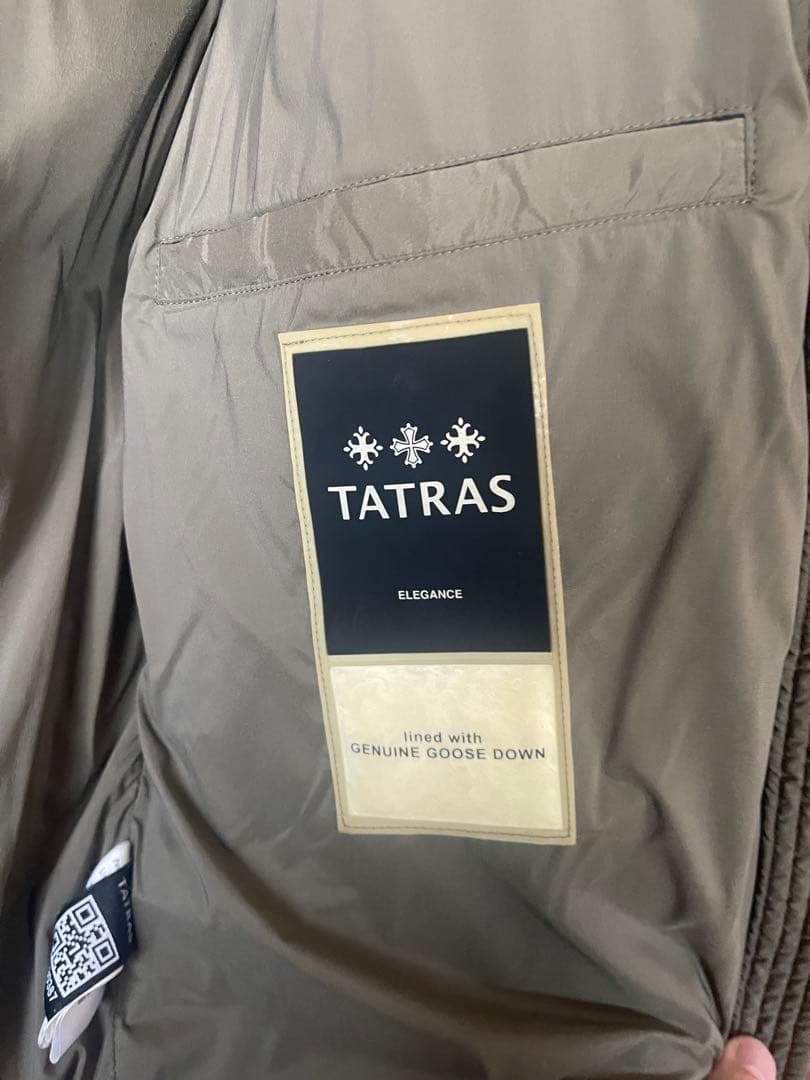 TATRAS
ELEGANCE
lined with
GENUINE GOOSE DOWN
TATRAS